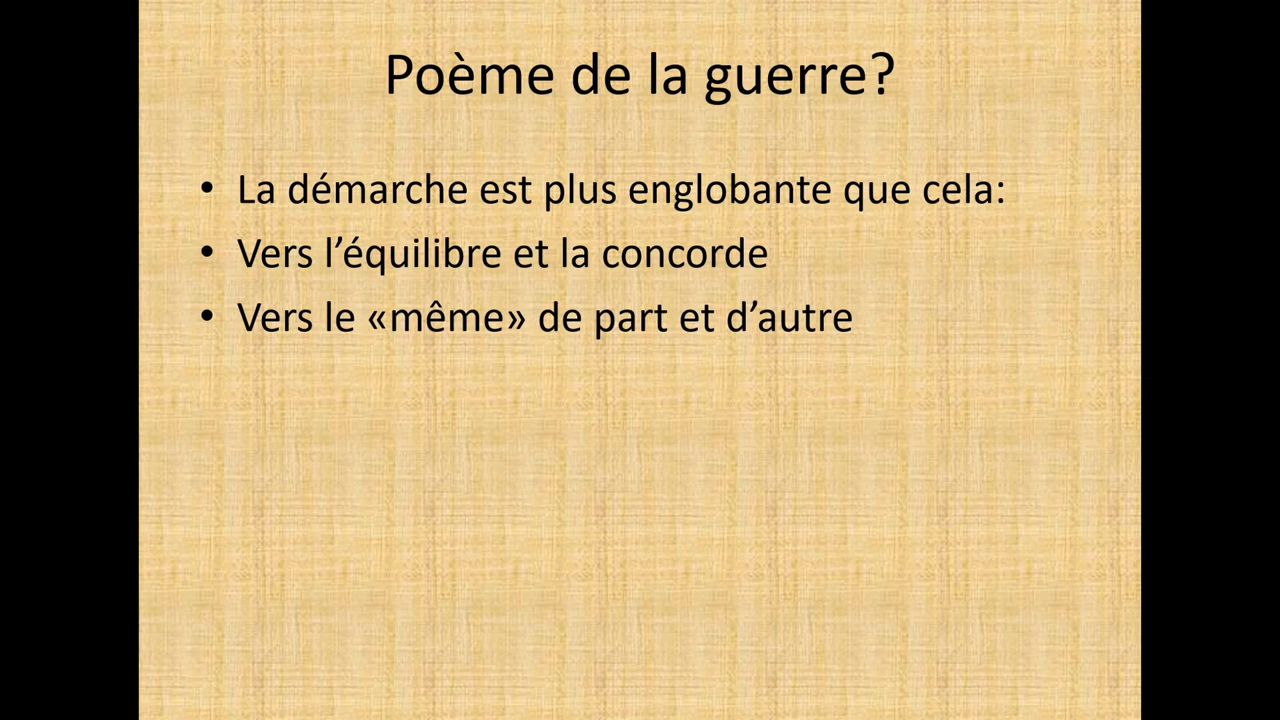 Poème de la guerre?
• La démarche est plus englobante que cela:
• Vers l’équilibre et la concorde
• Vers le «même» de part et d’autre